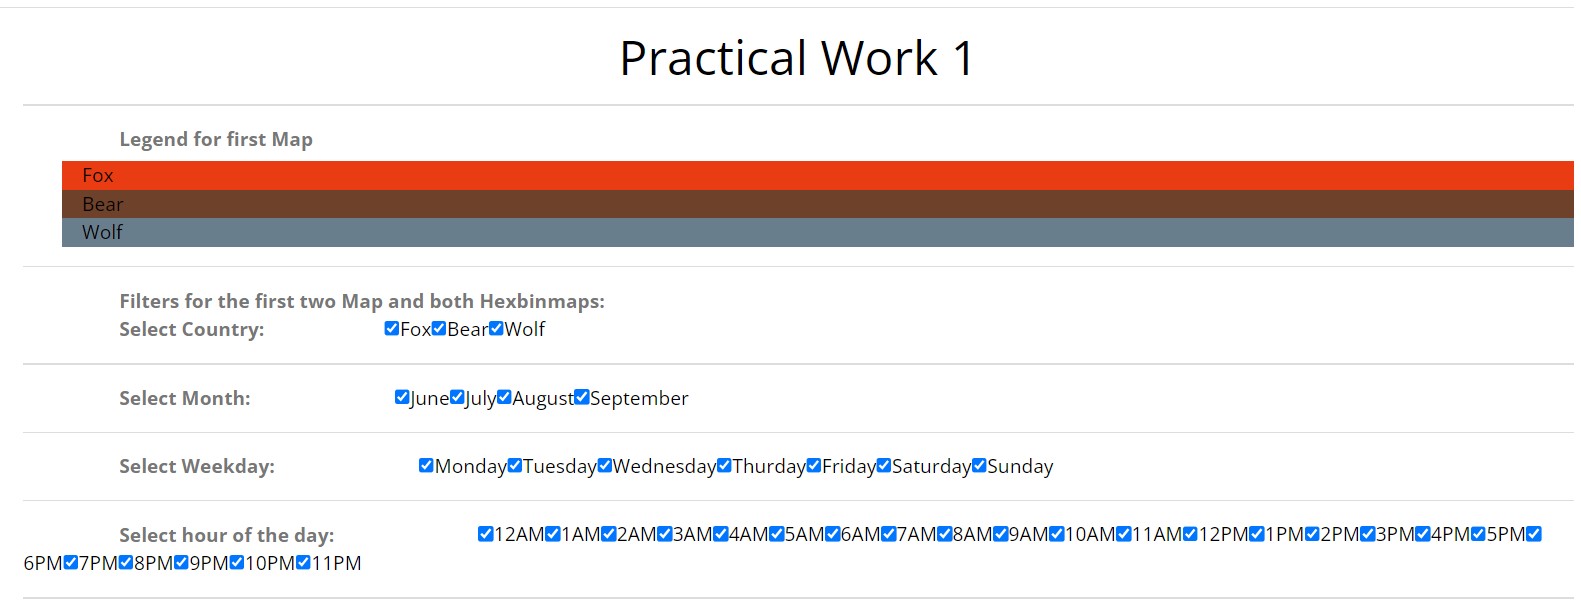 Practical Work 1
Legend for first Map
Fox
Bear
Wolf
Filters for the first two Map and both Hexbinmaps:
Select Country: Fox Bear Wolf
Select Month: June July August September
Select Weekday: Monday Tuesday Wednesday Thurday Friday Saturday Sunday
Select hour of the day: 12AM 1AM 2AM 3AM 4AM 5AM 6AM 7AM 8AM 9AM 10AM 11AM 12PM 1PM 2PM 3PM 4PM 5PM
6PM 7PM 8PM 9PM 10PM 11PM